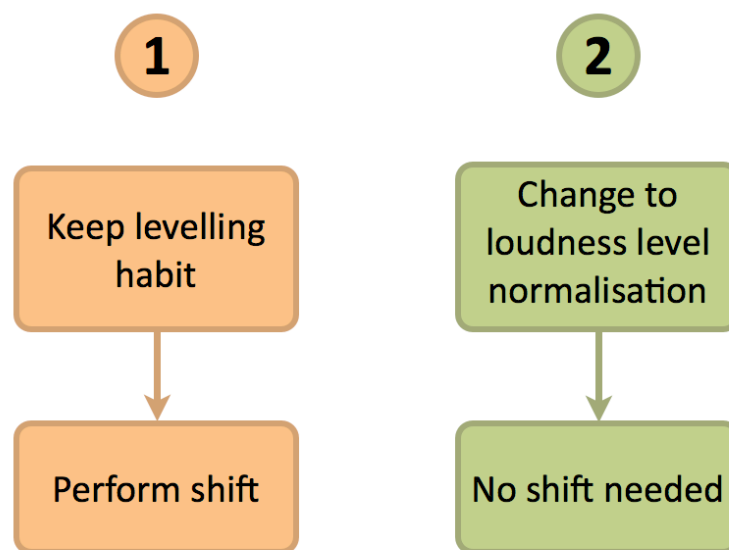 1
Keep levelling
habit
Perform shift
2
Change to
loudness level
normalisation
No shift needed